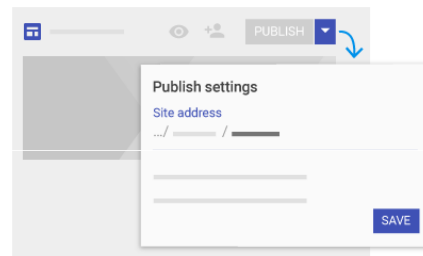 PUBLISH
Publish settings
Site address
.../ /
SAVE